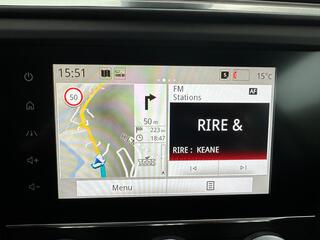 15:51
15°C
50
FM
AF
Stations
50 m
223 m
18:47
RIRE &
RIRE : KEANE
Menu